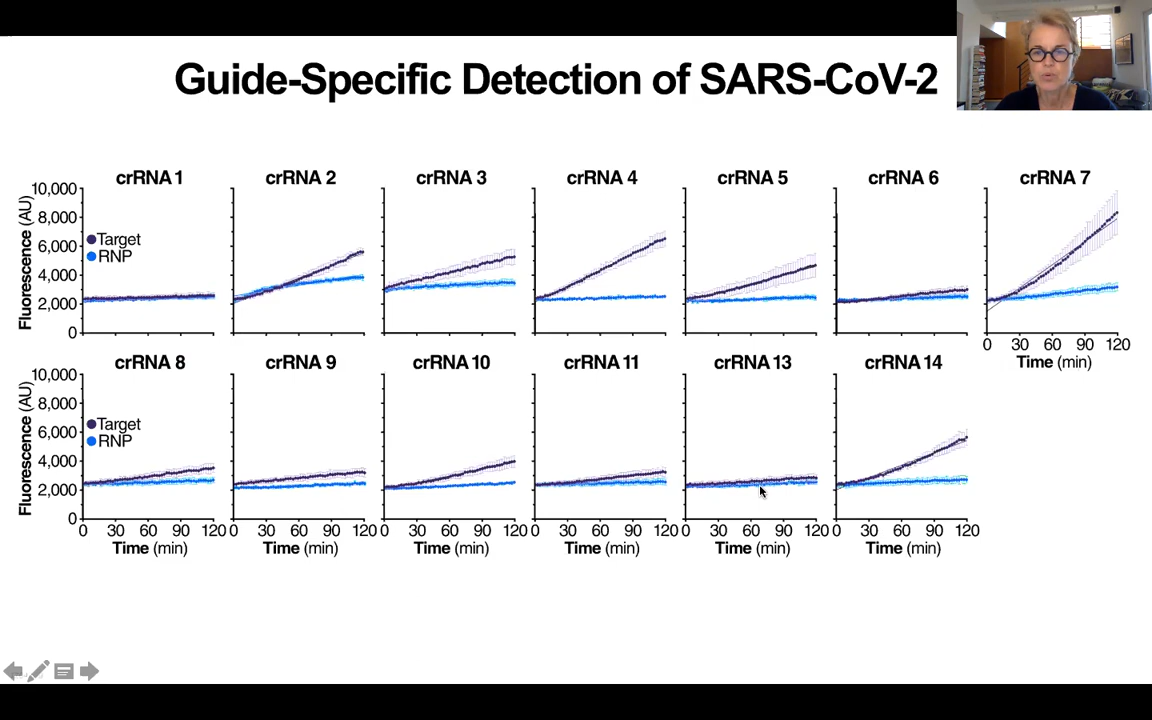 Guide-Specific Detection of SARS-CoV-2
crRNA 1
crRNA 2
crRNA 3
crRNA 4
crRNA 5
crRNA 6
crRNA 7
Fluorescence (AU)
10,000
8,000
6,000
4,000
2,000
0
Target
RNP
0 30 60 90 120
Time (min)
crRNA 8
crRNA 9
crRNA 10
crRNA 11
crRNA 13
crRNA 14
Fluorescence (AU)
10,000
8,000
6,000
4,000
2,000
0
Target
RNP
0 30 60 90 120
0 30 60 90 120
0 30 60 90 120
0 30 60 90 120
0 30 60 90 120
0 30 60 90 120
Time (min)
Time (min)
Time (min)
Time (min)
Time (min)
Time (min)